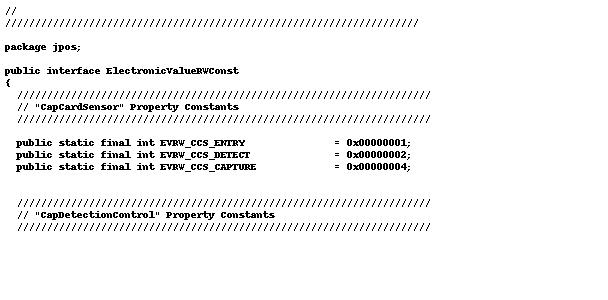 //
/////////////////////////////////////////////////////////////////////
package jpos;
public interface ElectronicValueRWConst
{
/////////////////////////////////////////////////////////////////////
// "CapCardSensor" Property Constants
/////////////////////////////////////////////////////////////////////
public static final int EVRW_CCS_ENTRY = 0x00000001;
public static final int EVRW_CCS_DETECT = 0x00000002;
public static final int EVRW_CCS_CAPTURE = 0x00000004;
/////////////////////////////////////////////////////////////////////
// "CapDetectionControl" Property Constants
/////////////////////////////////////////////////////////////////////